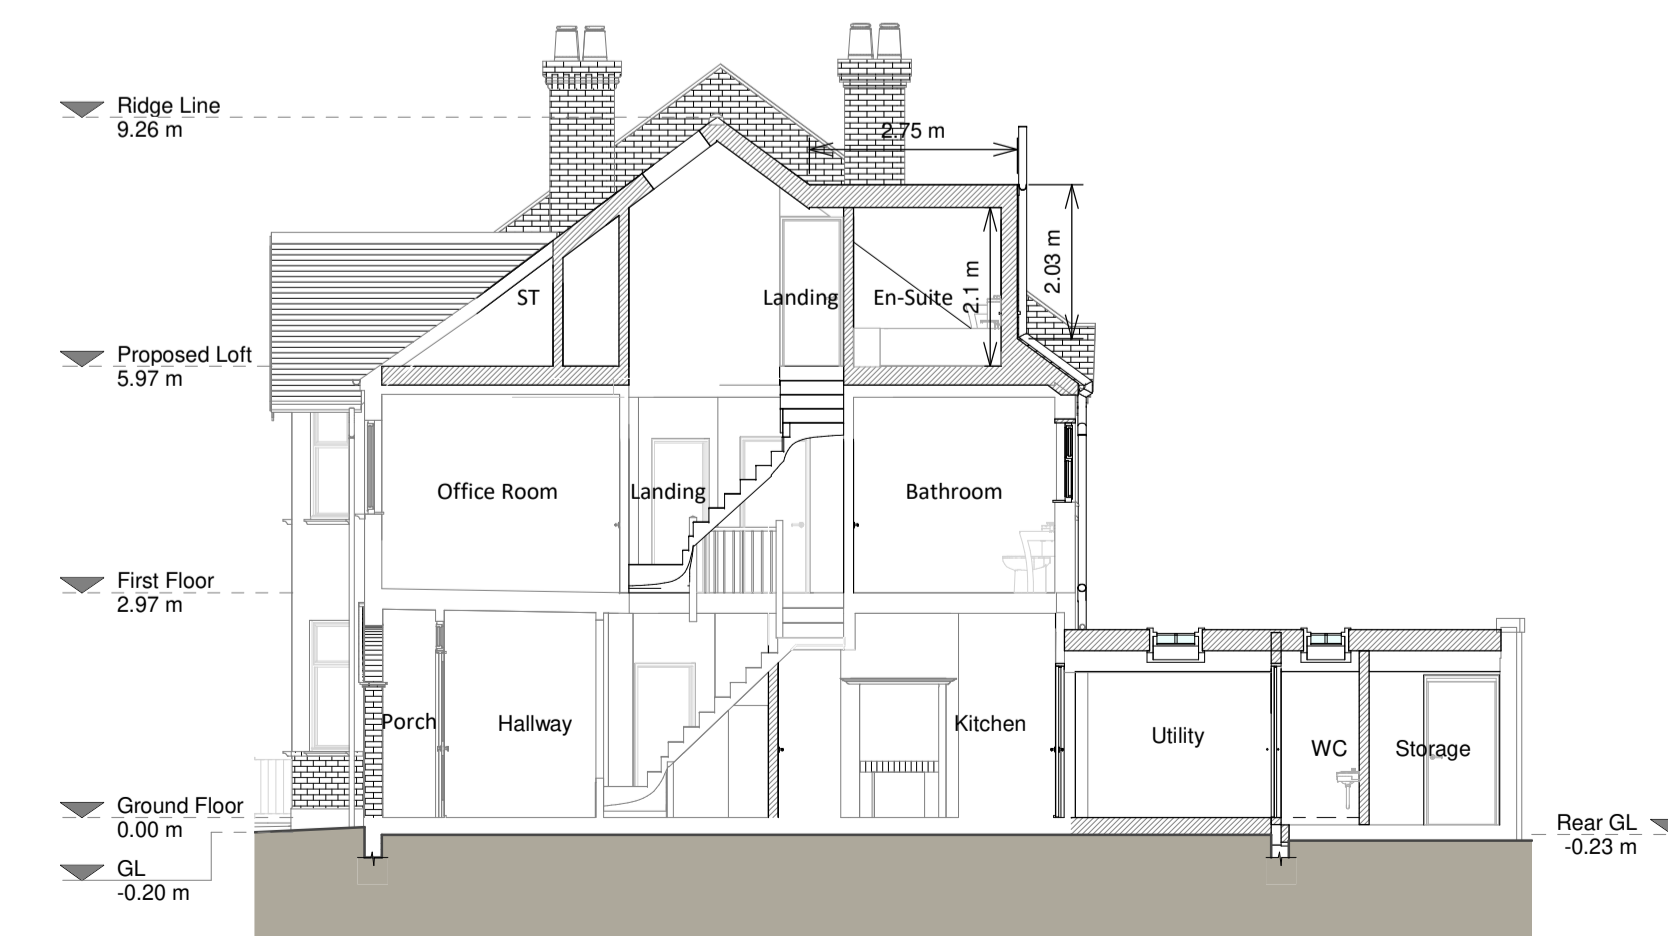 Ridge Line
9.26 m
2.75 m
2.03 m
2.1 m
ST
Landing
En-Suite
Proposed Loft
5.97 m
Office Room
Landing
Bathroom
First Floor
2.97 m
Porch
Hallway
Kitchen
Utility
WC
Storage
Ground Floor
0.00 m
GL
-0.20 m
Rear GL
-0.23 m